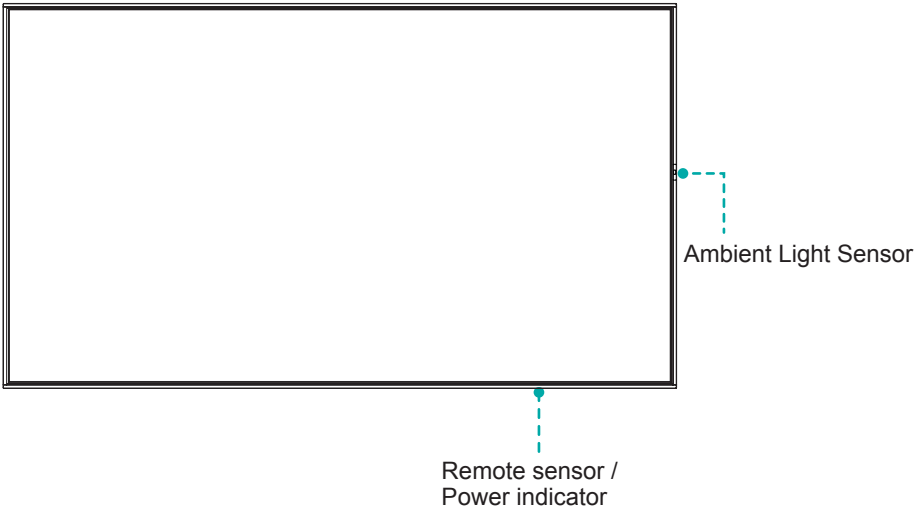 Ambient Light Sensor
Remote sensor /
Power indicator